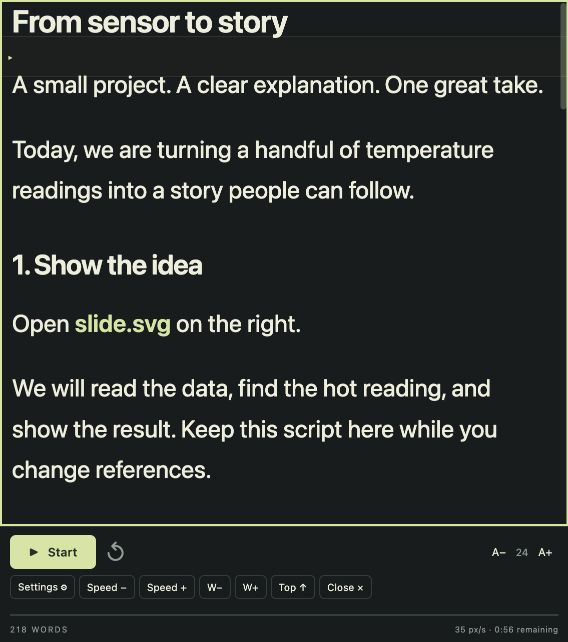 From sensor to story
A small project. A clear explanation. One great take.
Today, we are turning a handful of temperature
readings into a story people can follow.
1. Show the idea
Open slide.svg on the right.
We will read the data, find the hot reading, and
show the result. Keep this script here while you
change references.
▶ Start
A− 24 A+
Settings ⚙ Speed − Speed + W− W+ Top ↑ Close ×
218 WORDS
35 px/s · 0:56 remaining